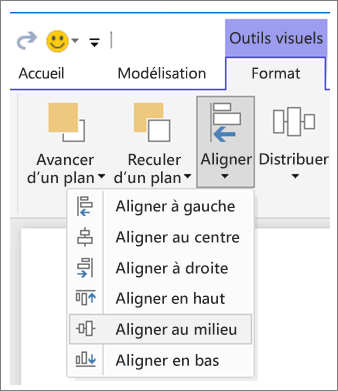 Outils visuels
Accueil Modélisation Format
Avancer Reculer Aligner Distribuer
d'un plan d'un plan
Aligner à gauche
Aligner au centre
Aligner à droite
Aligner en haut
Aligner au milieu
Aligner en bas